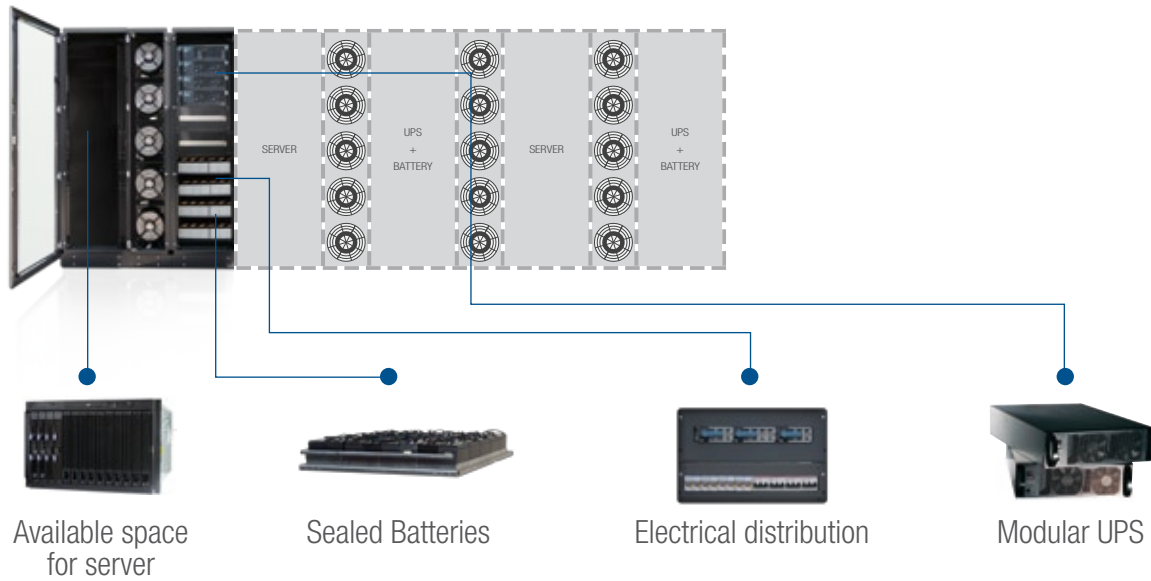 SERVER
UPS
+
BATTERY
SERVER
UPS
+
BATTERY
Available space
for server
Sealed Batteries
Electrical distribution
Modular UPS